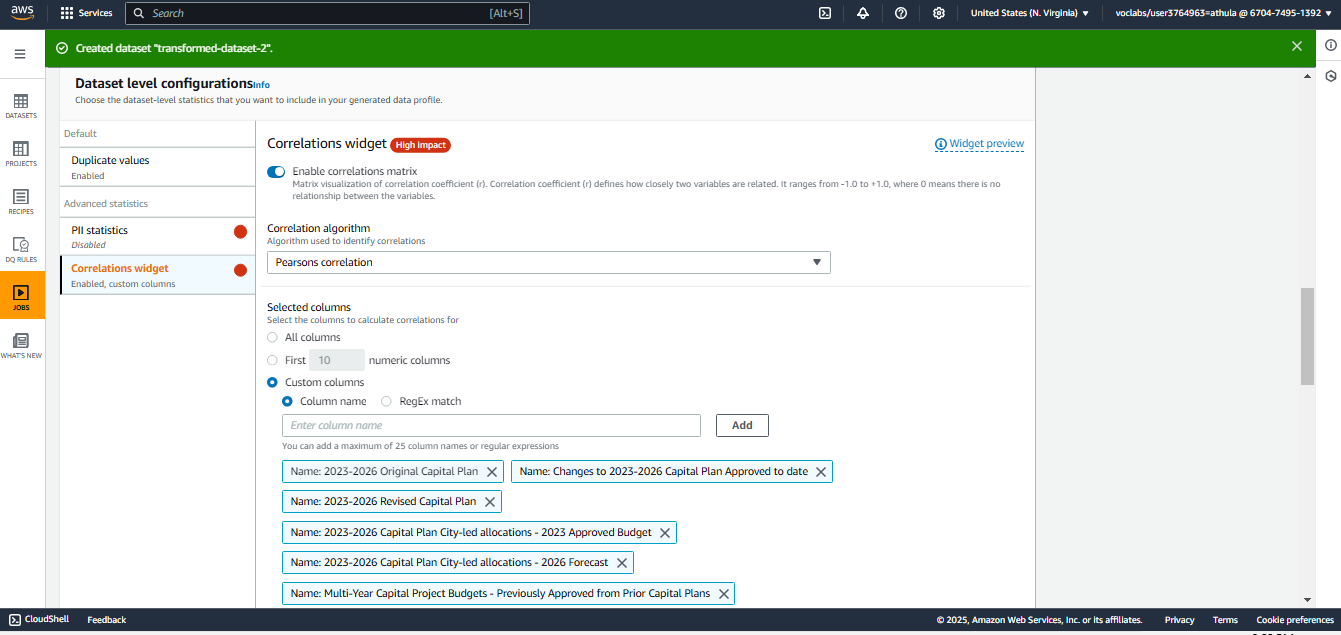 aws
Services
Search
[Alt+S]
United States (N. Virginia)
voclabs/user3764963=athula @ 6704-7495-1392
Created dataset "transformed-dataset-2".
DATASETS
PROJECTS
RECIPES
DQ RULES
JOBS
WHAT'S NEW
Dataset level configurations Info
Choose the dataset-level statistics that you want to include in your generated data profile.
Default
Duplicate values
Enabled
Advanced statistics
PII statistics
Disabled
Correlations widget
Enabled, custom columns
Correlations widget High impact
Widget preview
Enable correlations matrix
Matrix visualization of correlation coefficient (r). Correlation coefficient (r) defines how closely two variables are related. It ranges from -1.0 to +1.0, where 0 means there is no
relationship between the variables.
Correlation algorithm
Algorithm used to identify correlations
Pearsons correlation
Selected columns
Select the columns to calculate correlations for
All columns
First 10 numeric columns
Custom columns
Column name RegEx match
Enter column name Add
You can add a maximum of 25 column names or regular expressions
Name: 2023-2026 Original Capital Plan Name: Changes to 2023-2026 Capital Plan Approved to date
Name: 2023-2026 Revised Capital Plan
Name: 2023-2026 Capital Plan City-led allocations - 2023 Approved Budget
Name: 2023-2026 Capital Plan City-led allocations - 2026 Forecast
Name: Multi-Year Capital Project Budgets - Previously Approved from Prior Capital Plans
CloudShell Feedback
© 2025, Amazon Web Services, Inc. or its affiliates. Privacy Terms Cookie preferences